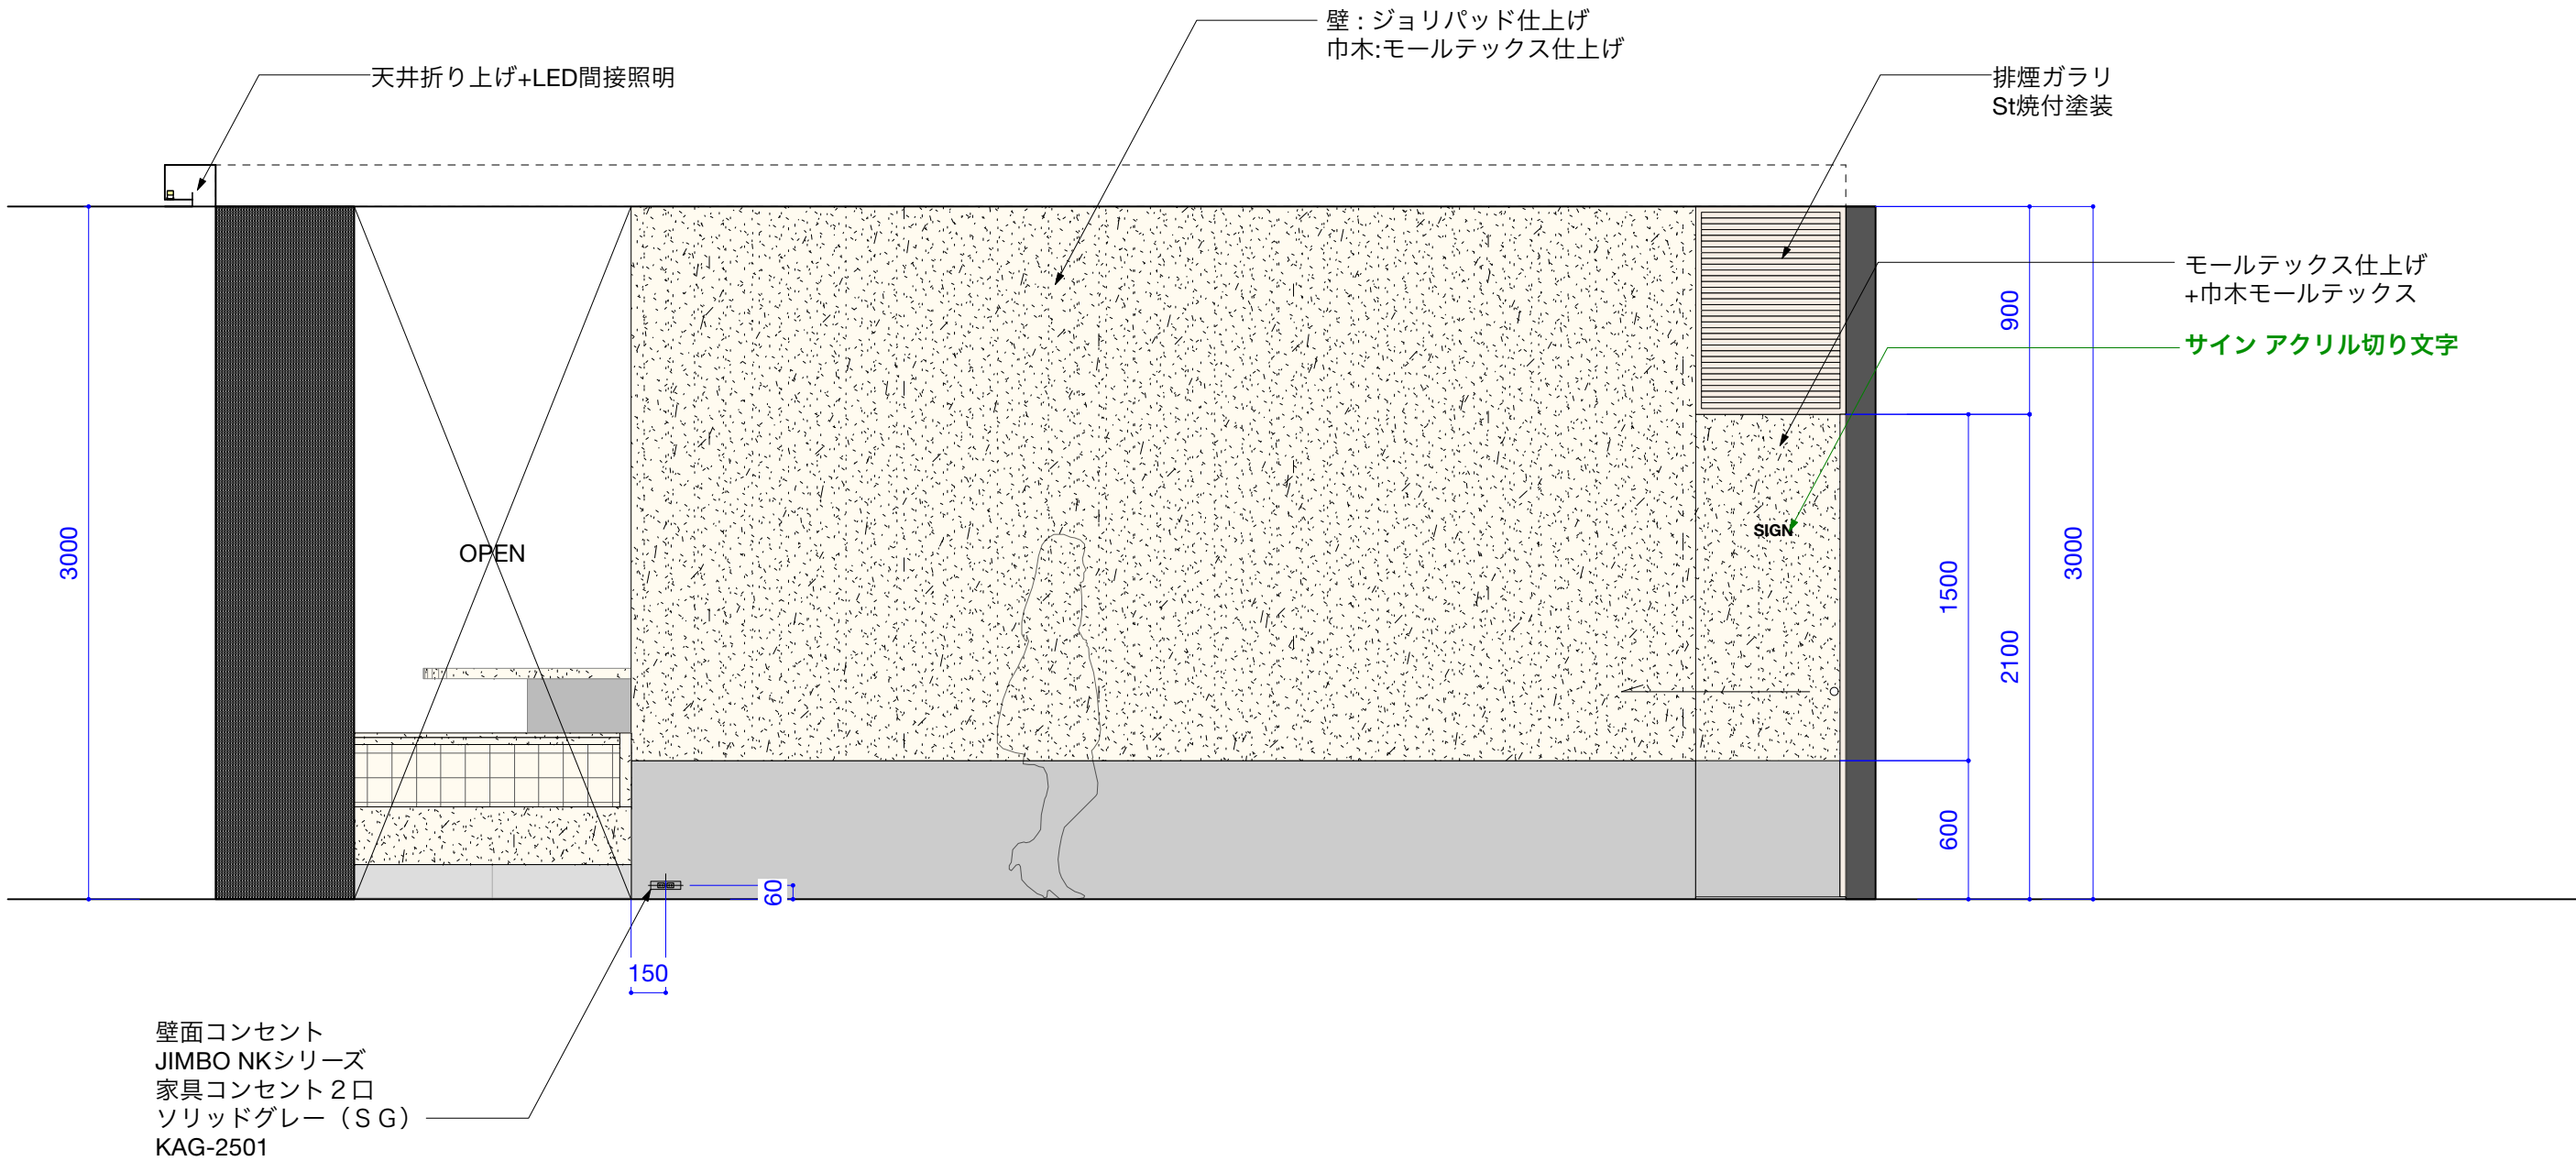 壁 : ジョリパッド仕上げ
巾木:モールテックス仕上げ
天井折り上げ+LED間接照明
排煙ガラリ
St焼付塗装
モールテックス仕上げ
+巾木モールテックス
サイン アクリル切り文字
900
SIGN
3000
OPEN
1500
3000
2100
600
60
150
壁面コンセント
JIMBO NKシリーズ
家具コンセント２口
ソリッドグレー（ＳＧ）
KAG-2501